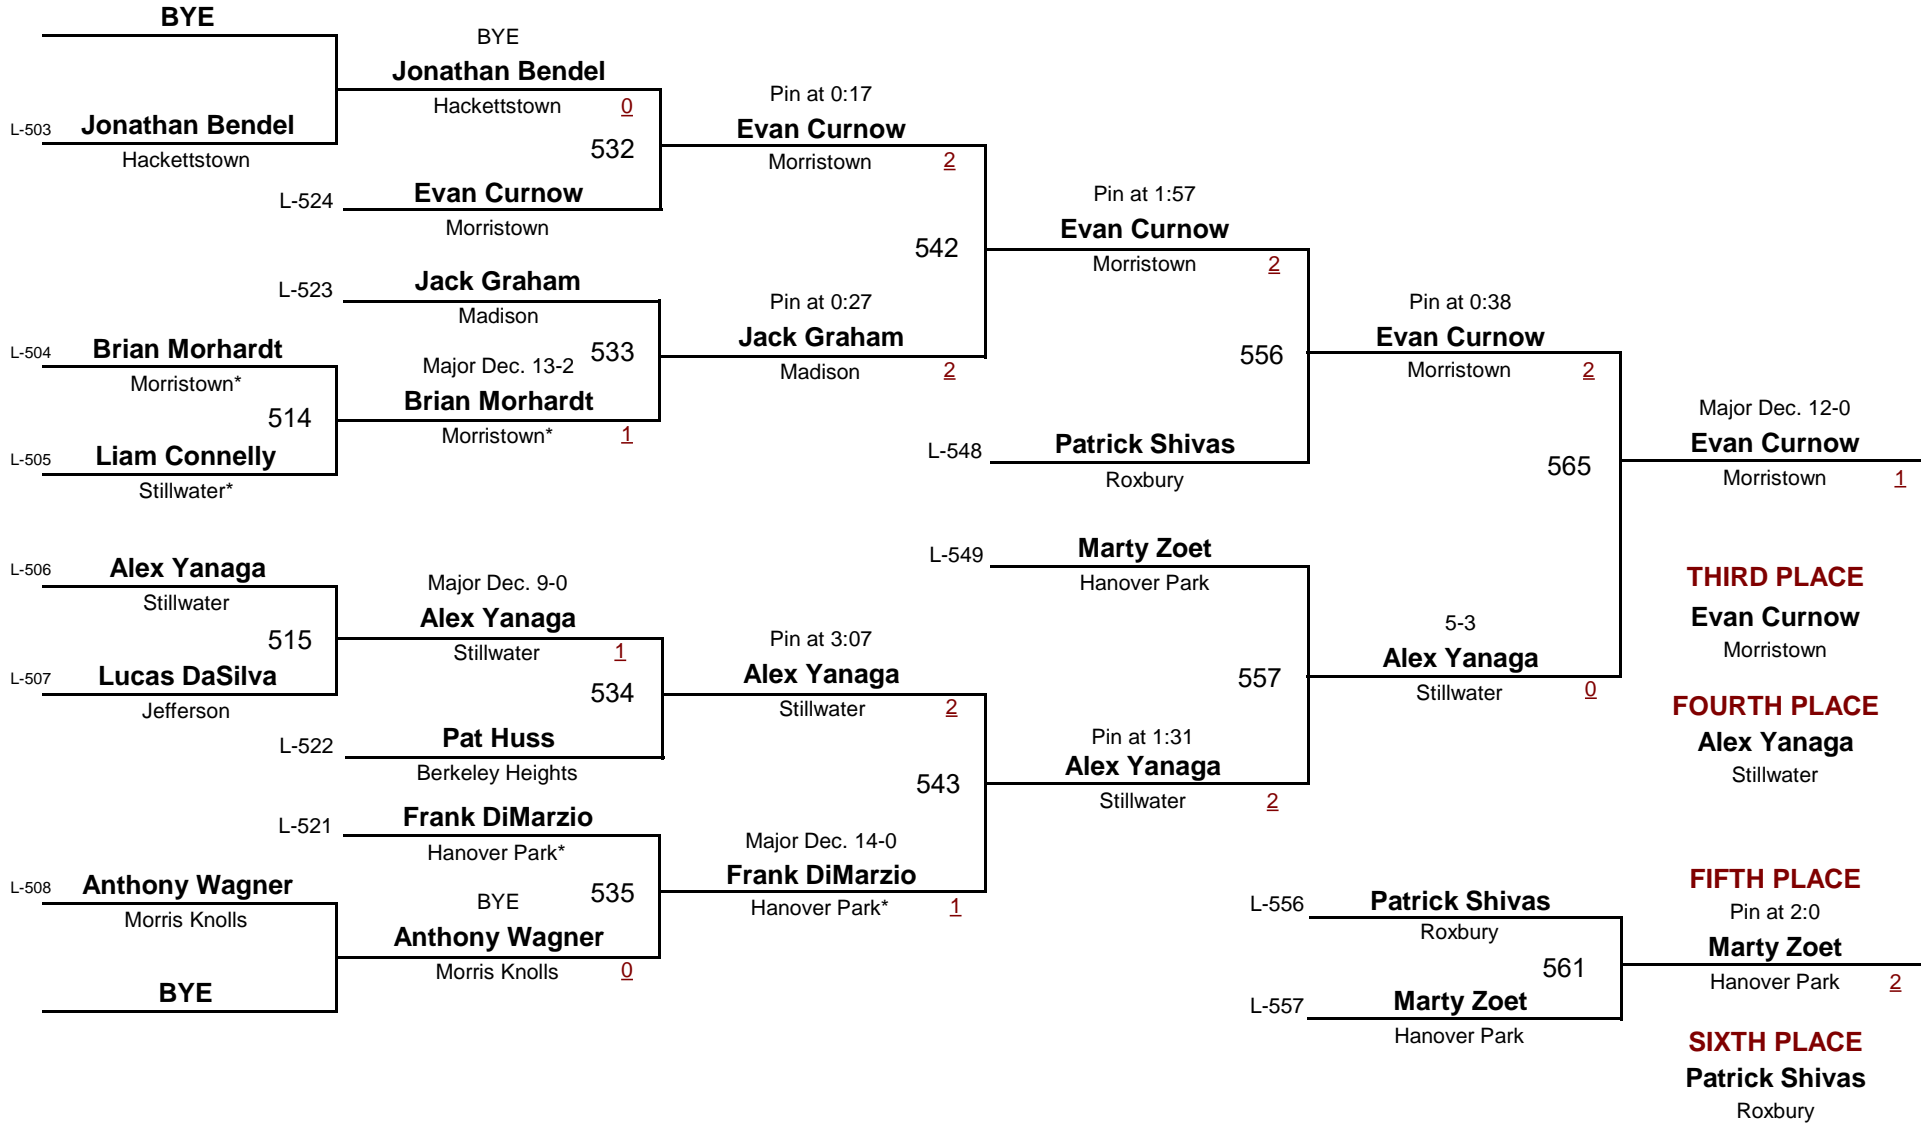 BYE
L-503 Jonathan Bendel
Hackettstown
L-504 Brian Morhardt
Morristown*
514
L-505 Liam Connelly
Stillwater*
L-506 Alex Yanaga
Stillwater
515
L-507 Lucas DaSilva
Jefferson
L-508 Anthony Wagner
Morris Knolls
BYE
BYE
Jonathan Bendel
Hackettstown 0
532
L-524 Evan Curnow
Morristown
L-523 Jack Graham
Madison
533
Major Dec. 13-2
Brian Morhardt
Morristown* 1
Major Dec. 9-0
Alex Yanaga
Stillwater 1
534
L-522 Pat Huss
Berkeley Heights
L-521 Frank DiMarzio
Hanover Park*
535
BYE
Anthony Wagner
Morris Knolls 0
Pin at 0:17
Evan Curnow
Morristown 2
542
Pin at 0:27
Jack Graham
Madison 2
Pin at 3:07
Alex Yanaga
Stillwater 2
543
Major Dec. 14-0
Frank DiMarzio
Hanover Park* 1
Pin at 1:57
Evan Curnow
Morristown 2
556
L-548 Patrick Shivas
Roxbury
L-549 Marty Zoet
Hanover Park
557
Pin at 1:31
Alex Yanaga
Stillwater 2
Pin at 0:38
Evan Curnow
Morristown 2
565
5-3
Alex Yanaga
Stillwater 0
L-556 Patrick Shivas
Roxbury
561
L-557 Marty Zoet
Hanover Park
Major Dec. 12-0
Evan Curnow
Morristown 1
THIRD PLACE
Evan Curnow
Morristown
FOURTH PLACE
Alex Yanaga
Stillwater
FIFTH PLACE
Pin at 2:0
Marty Zoet
Hanover Park 2
SIXTH PLACE
Patrick Shivas
Roxbury